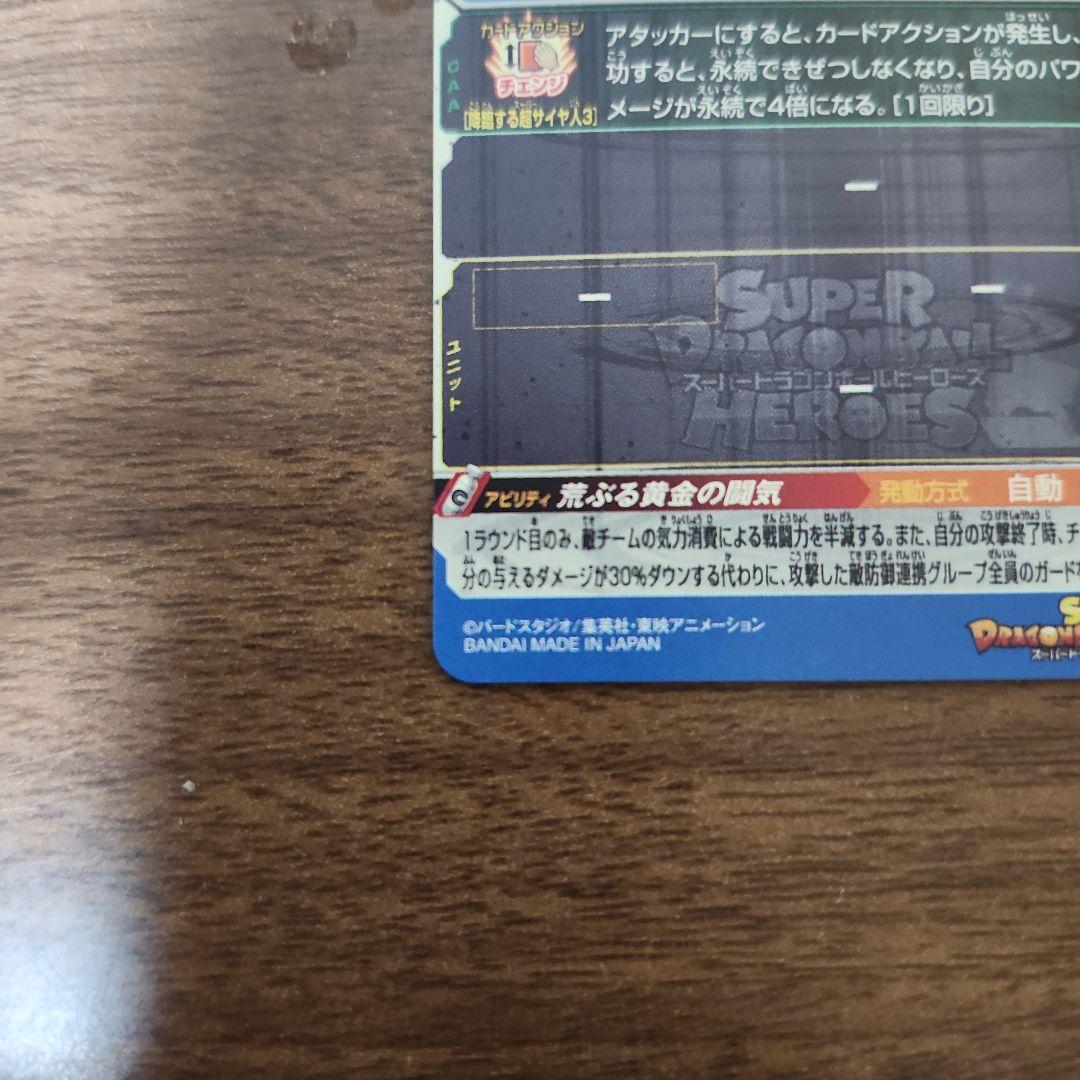 カードアクション
チェンジ
[降臨する超サイヤ人3]
CAA
アタッカーにすると、カードアクションが発生し、
功すると、永続できぜつしなくなり、自分のパワ
メージが永続で4倍になる。[1回限り]
ー
ユニット
ー
ー
ー
SUPER
DRAGONBALL
スーパードラゴンボールヒーローズ
HEROES
アビリティ 荒ぶる黄金の闘気 発動方式 自動
1ラウンド目のみ、敵チームの気力消費による戦闘力を半減する。また、自分の攻撃終了時、チ
分の与えるダメージが30%ダウンする代わりに、攻撃した敵防御連携グループ全員のガードを
©バードスタジオ/集英社・東映アニメーション
BANDAI MADE IN JAPAN
S
DRAGON
スーパード